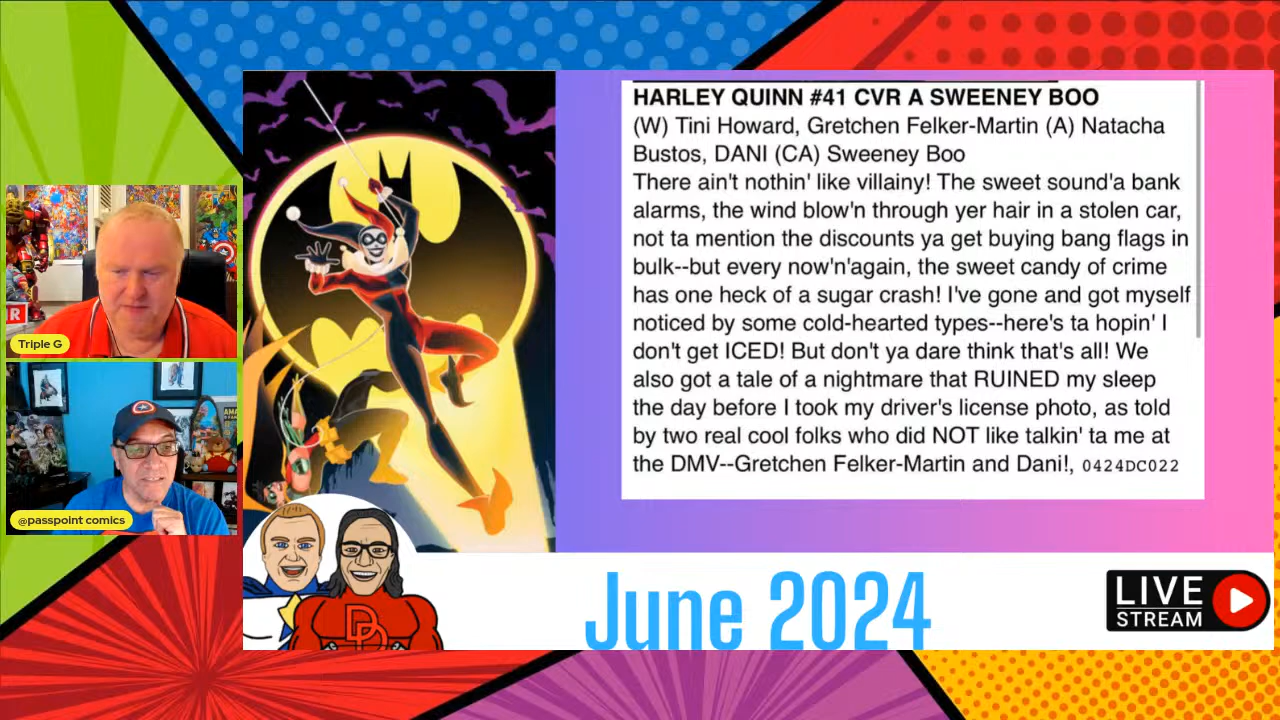 HARLEY QUINN #41 CVR A SWEENEY BOO
(W) Tini Howard, Gretchen Felker-Martin (A) Natacha
Bustos, DANI (CA) Sweeney Boo
There ain't nothin' like villainy! The sweet sound'a bank
alarms, the wind blow'n through yer hair in a stolen car,
not ta mention the discounts ya get buying bang flags in
bulk--but every now'n'again, the sweet candy of crime
has one heck of a sugar crash! I've gone and got myself
noticed by some cold-hearted types--here's ta hopin' I
don't get ICED! But don't ya dare think that's all! We
also got a tale of a nightmare that RUINED my sleep
the day before I took my driver's license photo, as told
by two real cool folks who did NOT like talkin' ta me at
the DMV--Gretchen Felker-Martin and Dani!, 0424DC022
R
Triple G
@passpoint comics
DD
June 2024
LIVE
STREAM